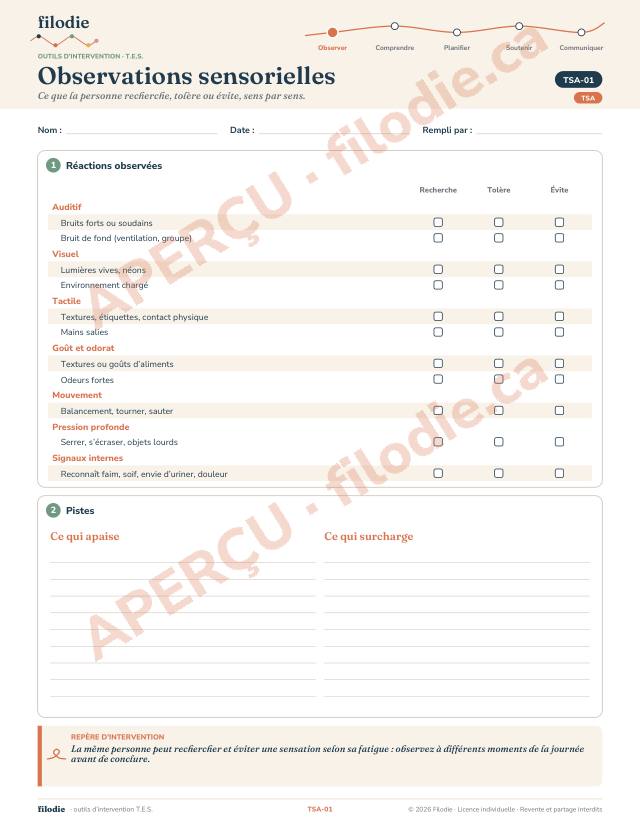 filodie
Observer Comprendre Planifier Soutenir Communiquer
OUTILS D'INTERVENTION · T.E.S.
Observations sensorielles
TSA-01
Ce que la personne recherche, tolère ou évite, sens par sens.
TSA
Nom : Date : Rempli par :
1 Réactions observées
Recherche Tolère Évite
Auditif
Bruits forts ou soudains
Bruit de fond (ventilation, groupe)
Visuel
Lumières vives, néons
Environnement chargé
Tactile
Textures, étiquettes, contact physique
Mains salies
Goût et odorat
Textures ou goûts d'aliments
Odeurs fortes
Mouvement
Balancement, tourner, sauter
Pression profonde
Serrer, s'écraser, objets lourds
Signaux internes
Reconnaît faim, soif, envie d'uriner, douleur
APERÇU · filodie.ca
2 Pistes
Ce qui apaise Ce qui surcharge
APERÇU · filodie.ca
REPÈRE D'INTERVENTION
La même personne peut rechercher et éviter une sensation selon sa fatigue : observez à différents moments de la journée
avant de conclure.
filodie · outils d'intervention T.E.S. TSA-01 © 2026 Filodie · Licence individuelle · Revente et partage interdits